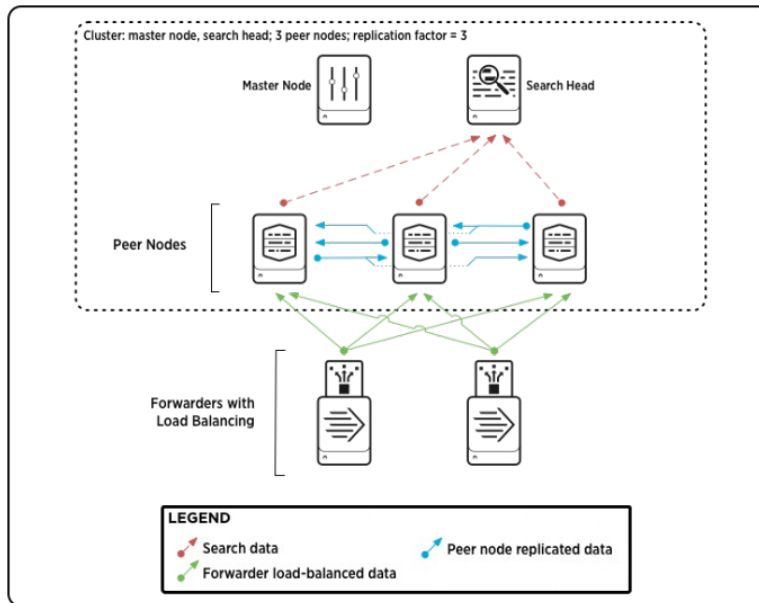 Cluster: master node, search head; 3 peer nodes; replication factor = 3
Master Node
Search Head
Peer Nodes
Forwarders with
Load Balancing
LEGEND
Search data
Peer node replicated data
Forwarder load-balanced data